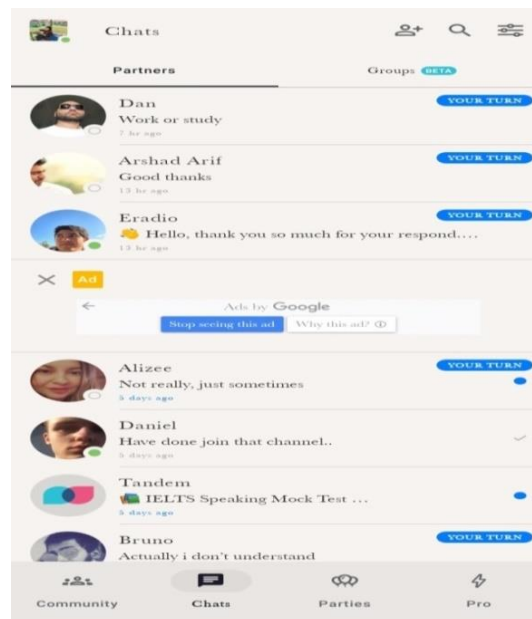 Chats
Partners
Groups BETA
Dan
YOUR TURN
Work or study
7 hr ago
Arshad Arif
YOUR TURN
Good thanks
13 hr ago
Eradio
YOUR TURN
👋 Hello, thank you so much for your respond....
13 hr ago
Ad
Ads by Google
Stop seeing this ad
Why this ad?
Alizee
YOUR TURN
Not really, just sometimes
5 days ago
Daniel
Have done join that channel..
5 days ago
Tandem
📚 IELTS Speaking Mock Test ...
5 days ago
Bruno
YOUR TURN
Actually i don't understand
Community
Chats
Parties
Pro